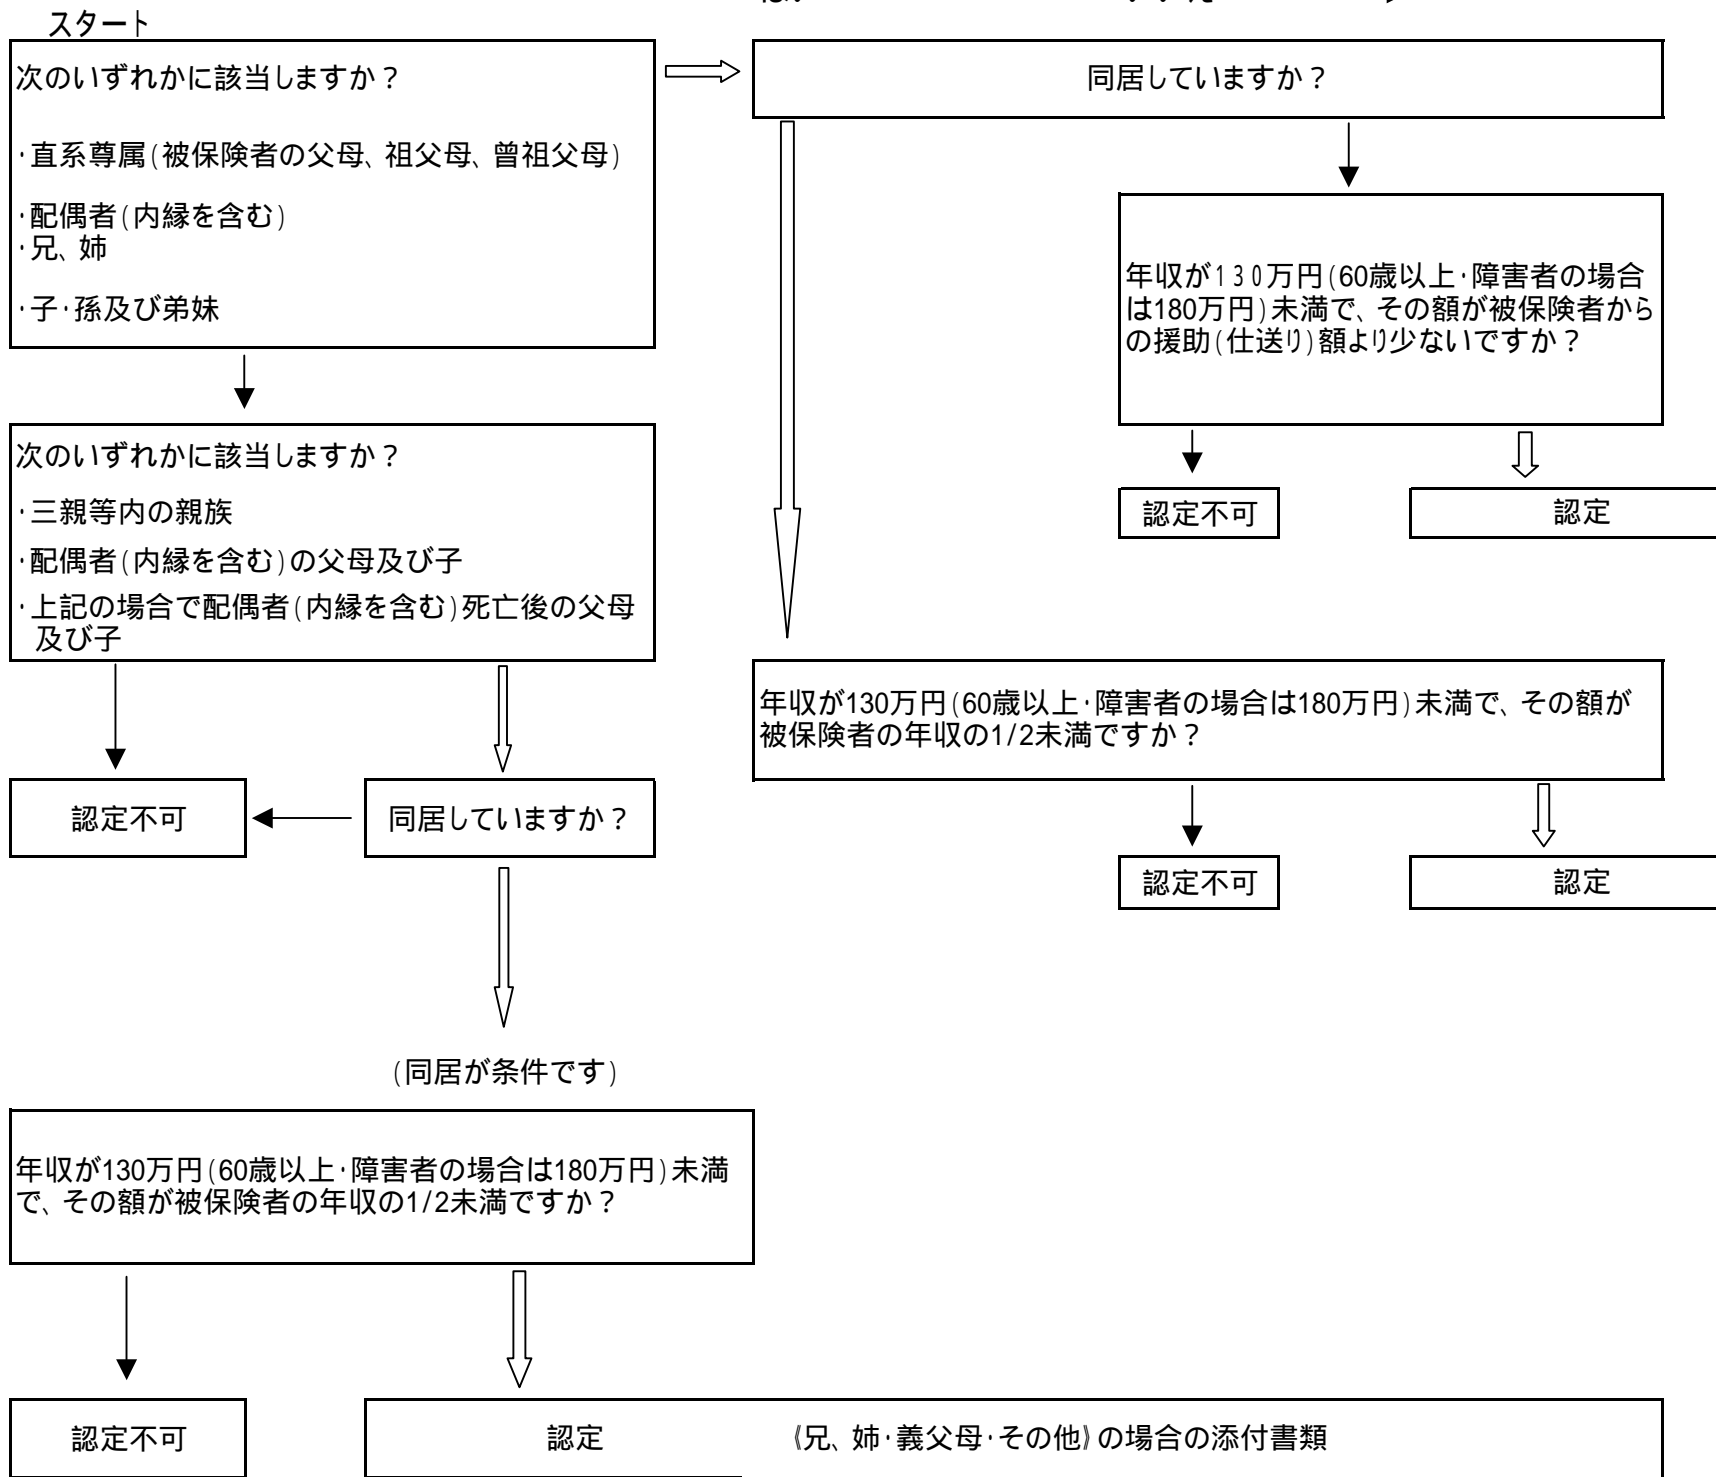 スタート
次のいずれかに該当しますか？
・直系尊属（被保険者の父母、祖父母、曾祖父母）
・配偶者（内縁を含む）
・兄、姉
・子・孫及び弟妹
同居していますか？
年収が１３０万円（60歳以上・障害者の場合
は180万円）未満で、その額が被保険者から
の援助（仕送り）額より少ないですか？
認定不可
認定
次のいずれかに該当しますか？
・三親等内の親族
・配偶者（内縁を含む）の父母及び子
・上記の場合で配偶者（内縁を含む）死亡後の父母
及び子
年収が130万円（60歳以上・障害者の場合は180万円）未満で、その額が
被保険者の年収の1/2未満ですか？
認定不可
同居していますか？
認定不可
認定
（同居が条件です）
年収が130万円（60歳以上・障害者の場合は180万円）未満
で、その額が被保険者の年収の1/2未満ですか？
認定不可
認定
《兄、姉・義父母・その他》の場合の添付書類